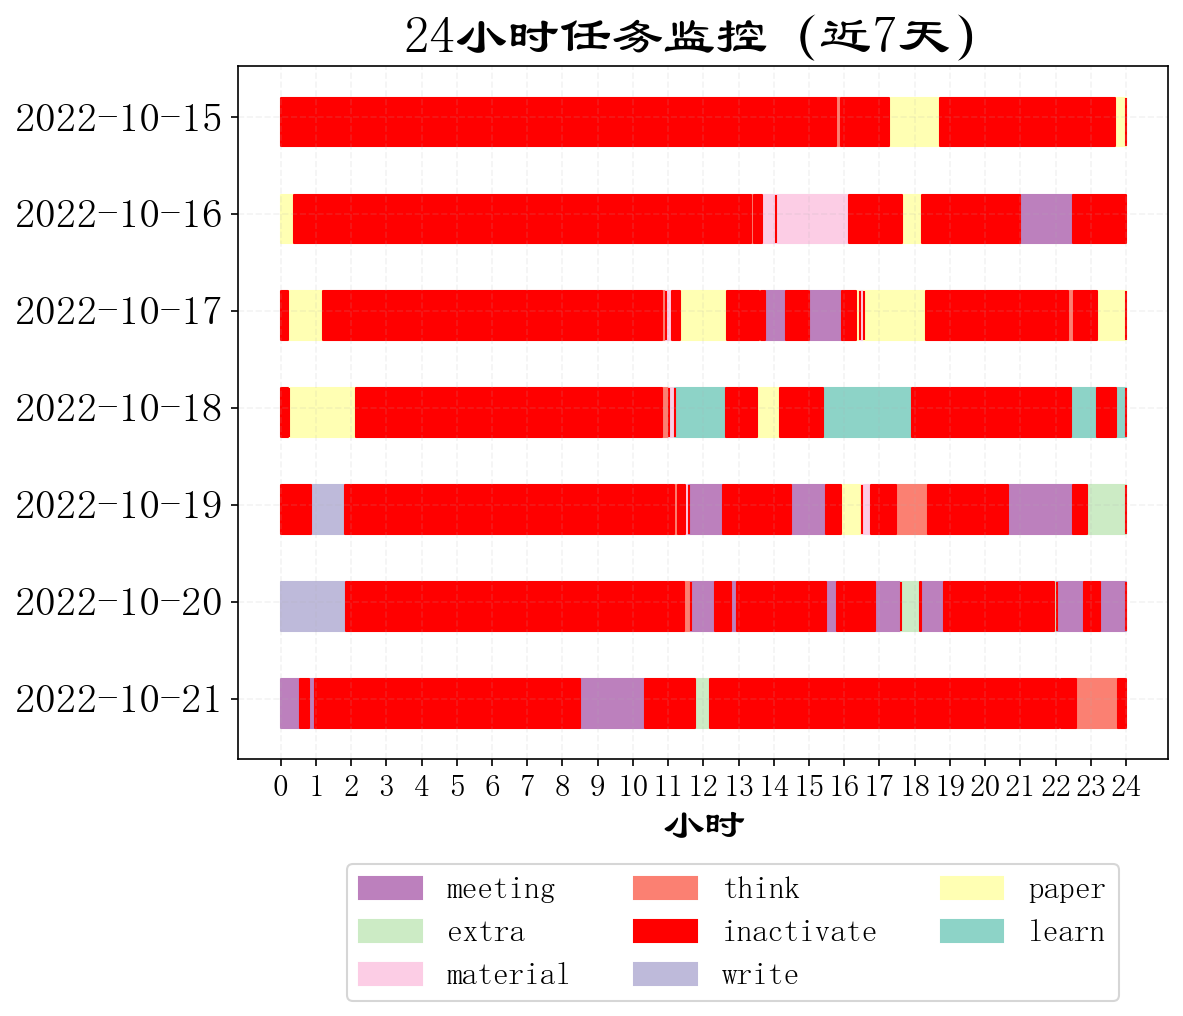 24小时任务监控 (近7天)
2022-10-15
2022-10-16
2022-10-17
2022-10-18
2022-10-19
2022-10-20
2022-10-21
0 1 2 3 4 5 6 7 8 9 10 11 12 13 14 15 16 17 18 19 20 21 22 23 24
小时
meeting think paper
extra inactivate learn
material write